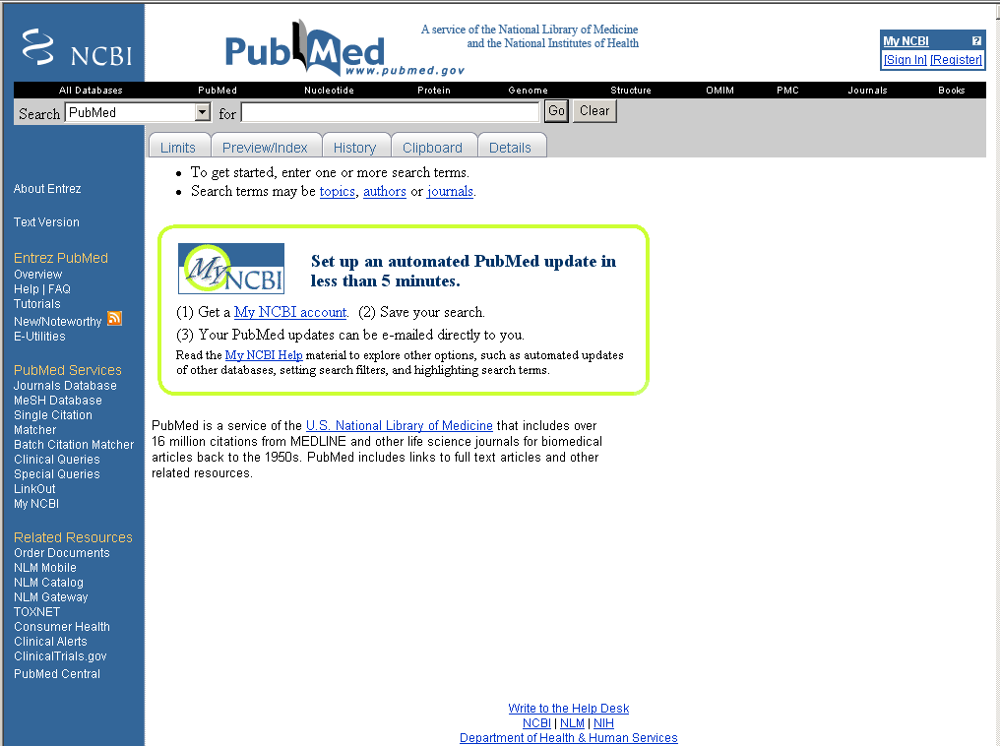 NCBI
PubMed
www.pubmed.gov
A service of the National Library of Medicine
and the National Institutes of Health
My NCBI ?
[Sign In] [Register]
All Databases PubMed Nucleotide Protein Genome Structure OMIM PMC Journals Books
Search PubMed for Go Clear
Limits Preview/Index History Clipboard Details
• To get started, enter one or more search terms.
• Search terms may be topics, authors or journals.
My NCBI
Set up an automated PubMed update in
less than 5 minutes.
(1) Get a My NCBI account. (2) Save your search.
(3) Your PubMed updates can be e-mailed directly to you.
Read the My NCBI Help material to explore other options, such as automated updates
of other databases, setting search filters, and highlighting search terms.
PubMed is a service of the U.S. National Library of Medicine that includes over
16 million citations from MEDLINE and other life science journals for biomedical
articles back to the 1950s. PubMed includes links to full text articles and other
related resources.
About Entrez
Text Version
Entrez PubMed
Overview
Help | FAQ
Tutorials
New/Noteworthy
E-Utilities
PubMed Services
Journals Database
MeSH Database
Single Citation
Matcher
Batch Citation Matcher
Clinical Queries
Special Queries
LinkOut
My NCBI
Related Resources
Order Documents
NLM Mobile
NLM Catalog
NLM Gateway
TOXNET
Consumer Health
Clinical Alerts
ClinicalTrials.gov
PubMed Central
Write to the Help Desk
NCBI | NLM | NIH
Department of Health & Human Services